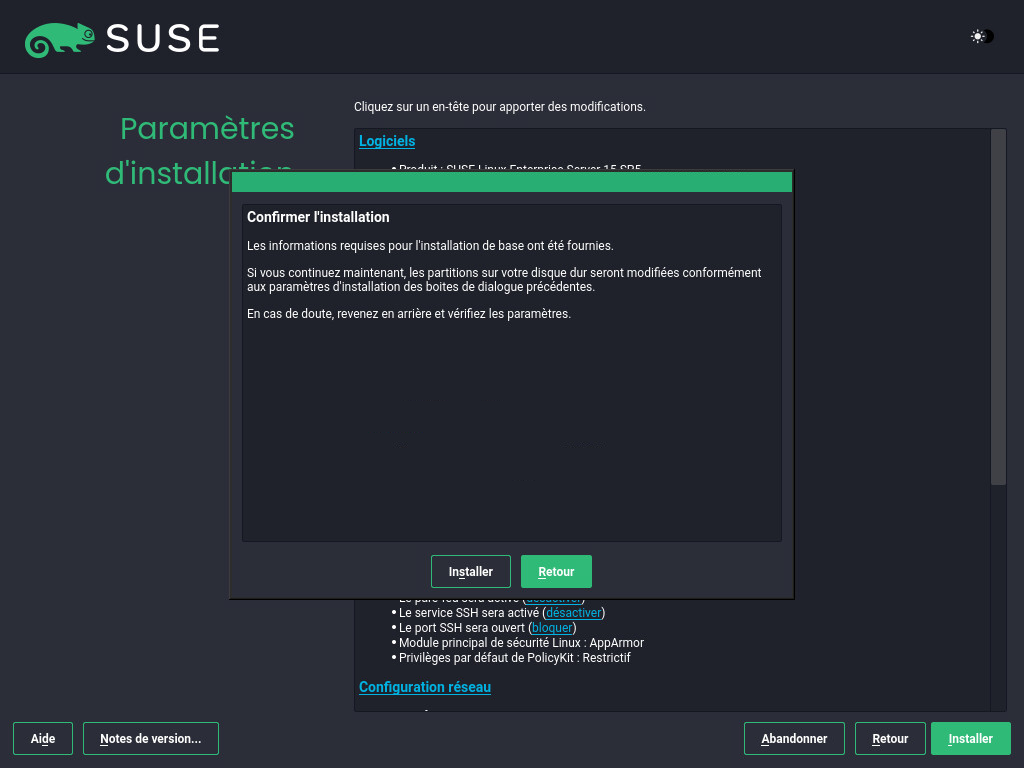 SUSE
Cliquez sur un en-tête pour apporter des modifications.
Paramètres
d'installation
Logiciels
Produit : SUSE Linux Enterprise Server 15 SP5
Confirmer l'installation
Les informations requises pour l'installation de base ont été fournies.
Si vous continuez maintenant, les partitions sur votre disque dur seront modifiées conformément
aux paramètres d'installation des boites de dialogue précédentes.
En cas de doute, revenez en arrière et vérifiez les paramètres.
Installer
Retour
Le pare-feu sera activé (désactiver)
Le service SSH sera activé (désactiver)
Le port SSH sera ouvert (bloquer)
Module principal de sécurité Linux : AppArmor
Privilèges par défaut de PolicyKit : Restrictif
Configuration réseau
Aide
Notes de version...
Abandonner
Retour
Installer